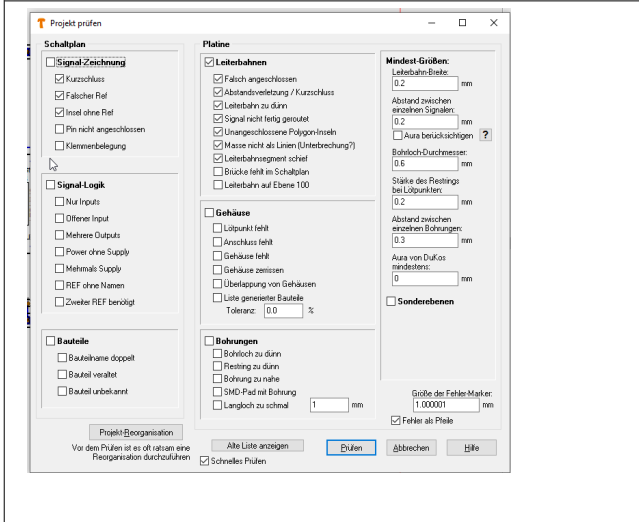 Projekt prüfen
Schaltplan
Signal-Zeichnung
Kurzschluss
Falscher Ref
Insel ohne Ref
Pin nicht angeschlossen
Klemmenbelegung
Signal-Logik
Nur Inputs
Offener Input
Mehrere Outputs
Power ohne Supply
Mehrmals Supply
REF ohne Namen
Zweiter REF benötigt
Bauteile
Bauteilname doppelt
Bauteil veraltet
Bauteil unbekannt
Projekt-Reorganisation
Vor dem Prüfen ist es oft ratsam eine
Reorganisation durchzuführen
Platine
Leiterbahnen
Falsch angeschlossen
Abstandsverletzung / Kurzschluss
Leiterbahn zu dünn
Signal nicht fertig geroutet
Unangeschlossene Polygon-Inseln
Masse nicht als Linien (Unterbrechung?)
Leiterbahnsegment schief
Brücke fehlt im Schaltplan
Leiterbahn auf Ebene 100
Gehäuse
Lötpunkt fehlt
Anschluss fehlt
Gehäuse fehlt
Gehäuse zerrissen
Überlappung von Gehäusen
Liste generierter Bauteile
Toleranz: 0.0 %
Bohrungen
Bohrloch zu dünn
Restring zu dünn
Bohrung zu nahe
SMD-Pad mit Bohrung
Langloch zu schmal 1 mm
Mindest-Größen:
Leiterbahn-Breite:
0.2 mm
Abstand zwischen
einzelnen Signalen:
0.2 mm
Aura berücksichtigen ?
Bohrloch-Durchmesser:
0.6 mm
Stärke des Restrings
bei Lötpunkten:
0.2 mm
Abstand zwischen
einzelnen Bohrungen:
0.3 mm
Aura von DuKos
mindestens:
0 mm
Sonderebenen
Größe der Fehler-Marker:
1.000001 mm
Fehler als Pfeile
Alte Liste anzeigen
Prüfen
Abbrechen
Hilfe
Schnelles Prüfen